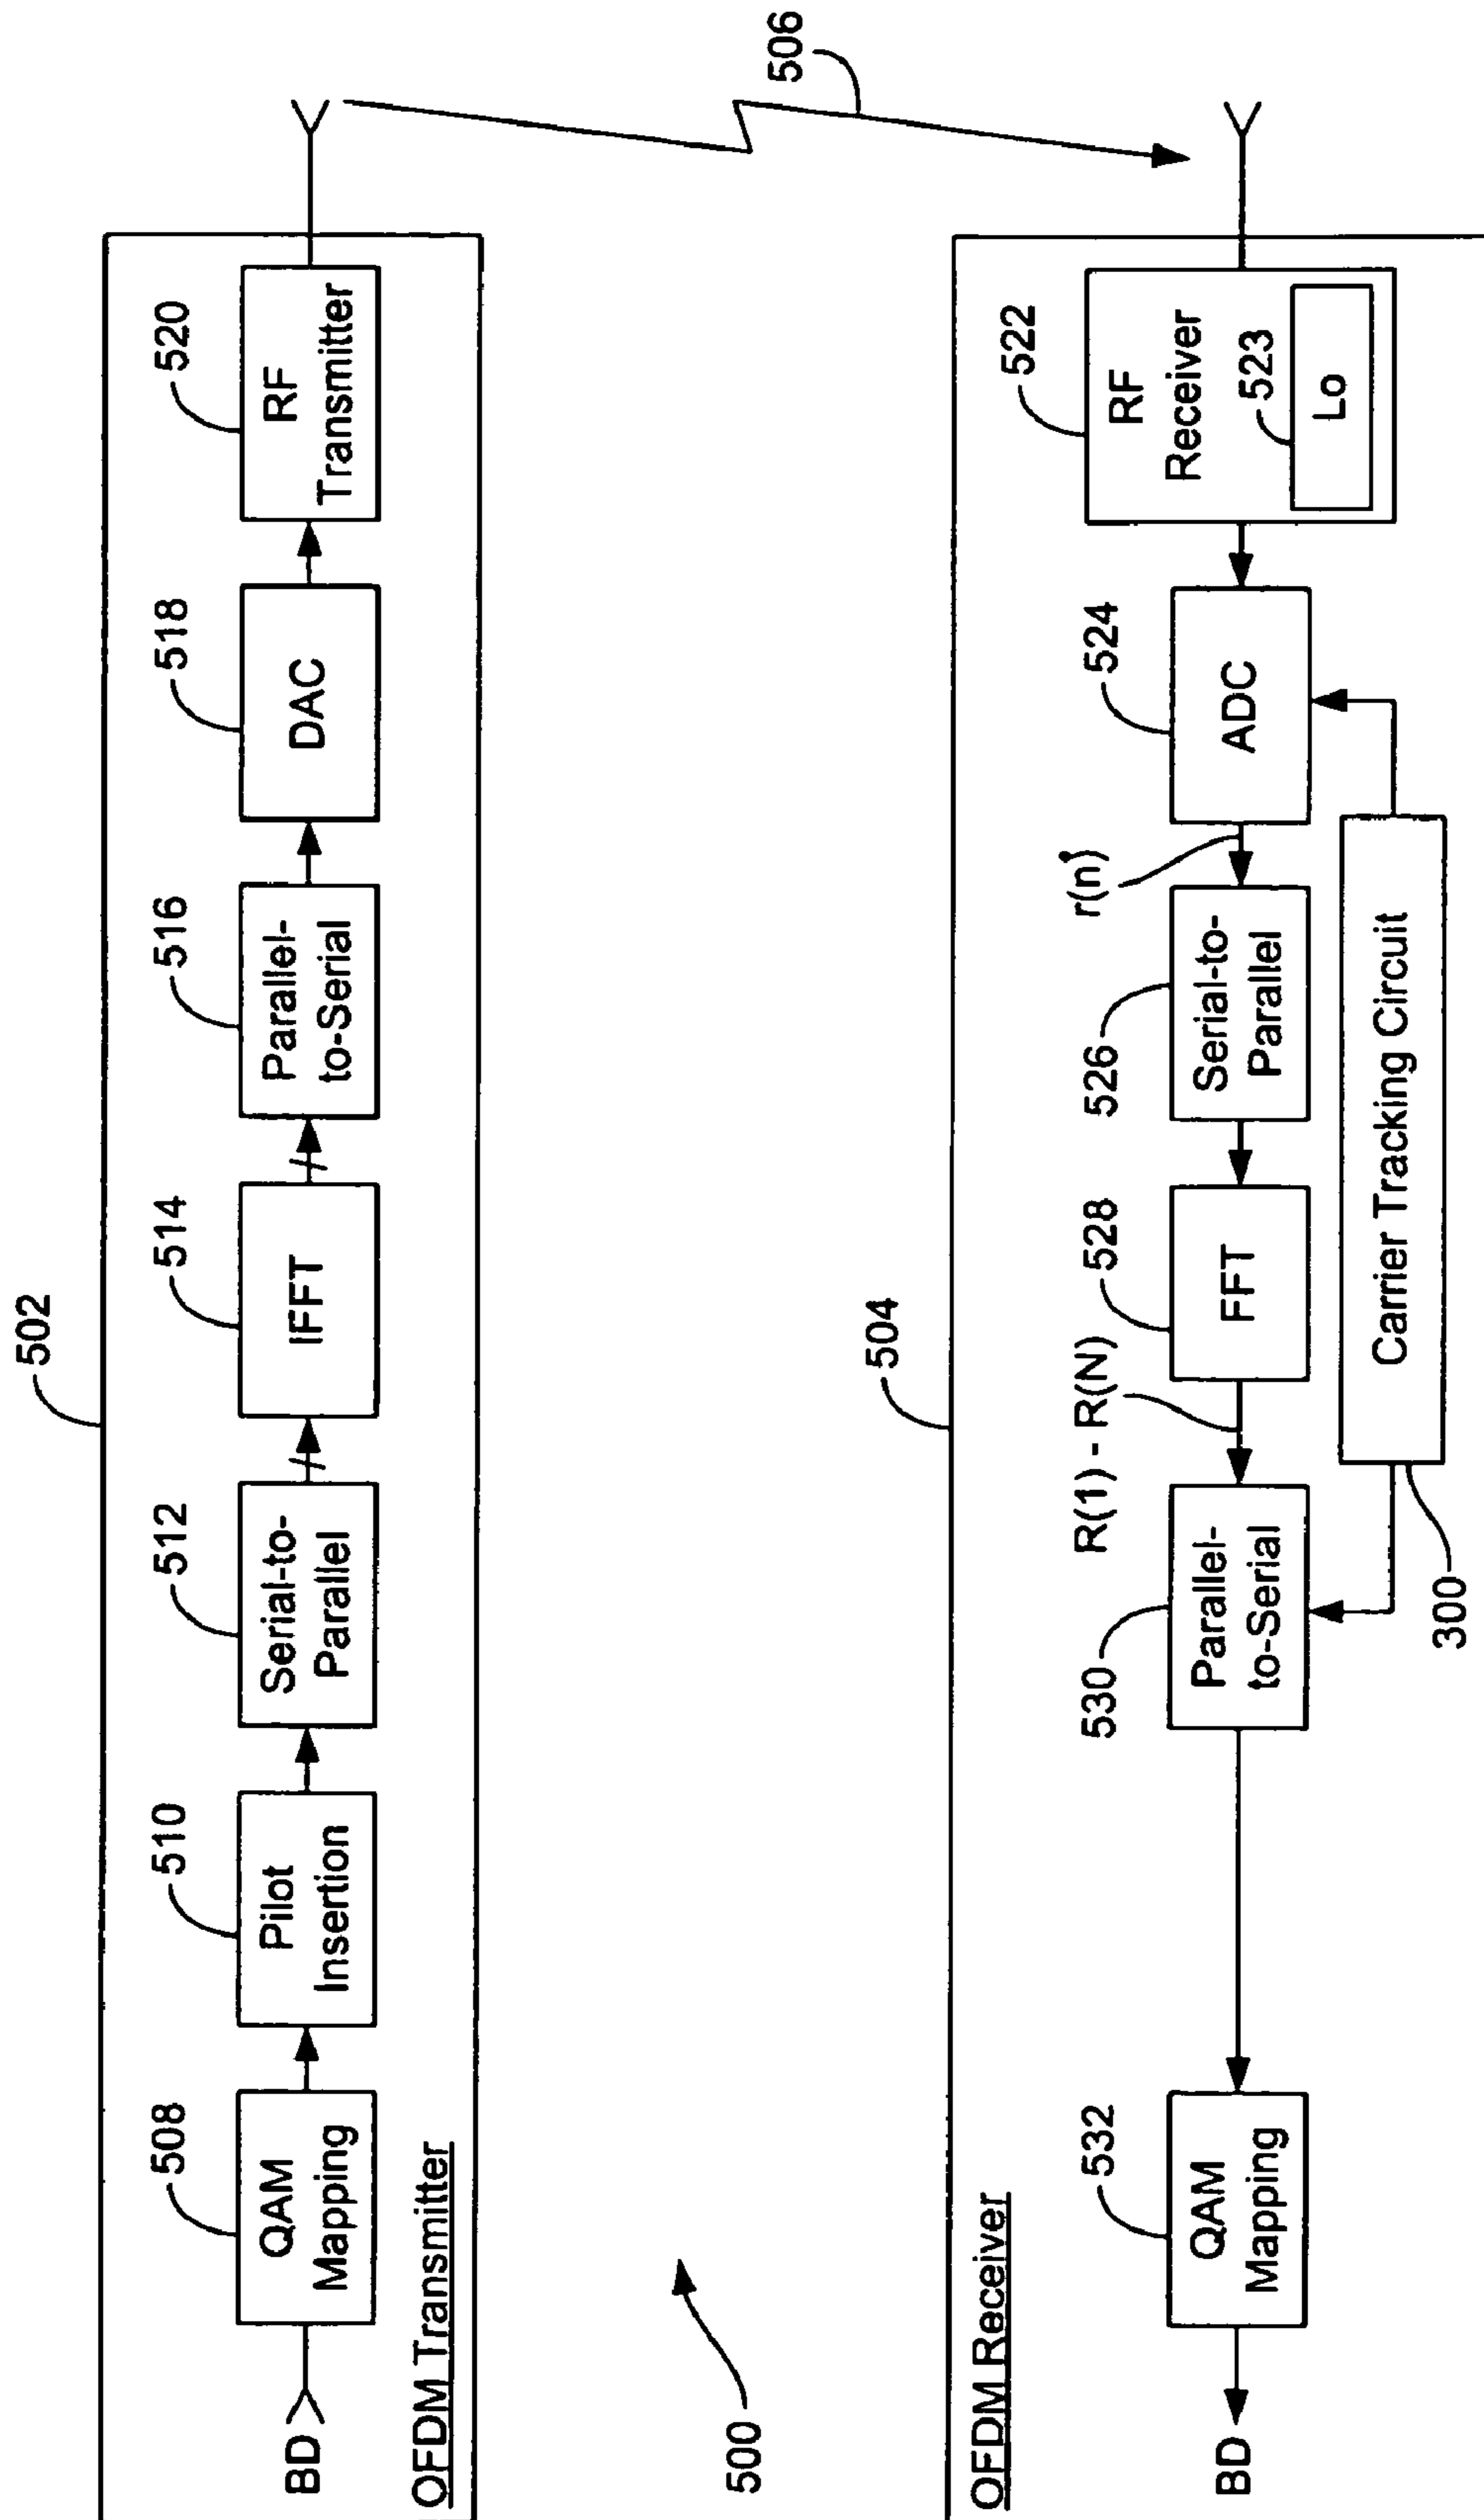 502
508
510
512
514
516
518
520
BD
QAM
Mapping
Pilot
Insertion
Serial-to-
Parallel
IFFT
Parallel-
to-Serial
DAC
RF
Transmitter
OFDM Transmitter
500
506
504
OFDM Receiver
532
530
R(1) - R(N)
528
526
r(n)
524
522
BD
QAM
Mapping
Parallel-
to-Serial
FFT
Serial-to-
Parallel
ADC
RF
Receiver
523
Lo
300
Carrier Tracking Circuit